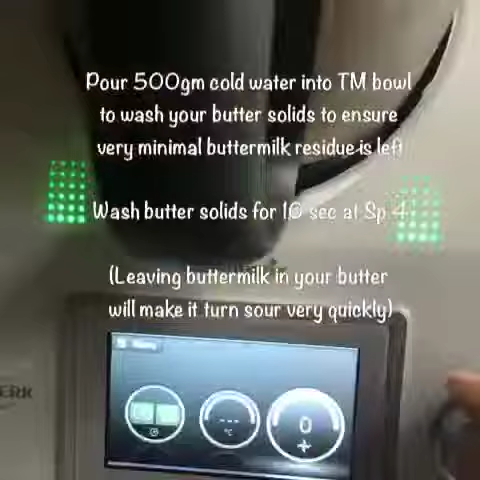 Pour 500gm cold water into TM bowl
to wash your butter solids to ensure
very minimal buttermilk residue is left
Wash butter solids for 10 sec at Sp 4
(Leaving buttermilk in your butter
will make it turn sour very quickly)
ERK
---
°C
0
+